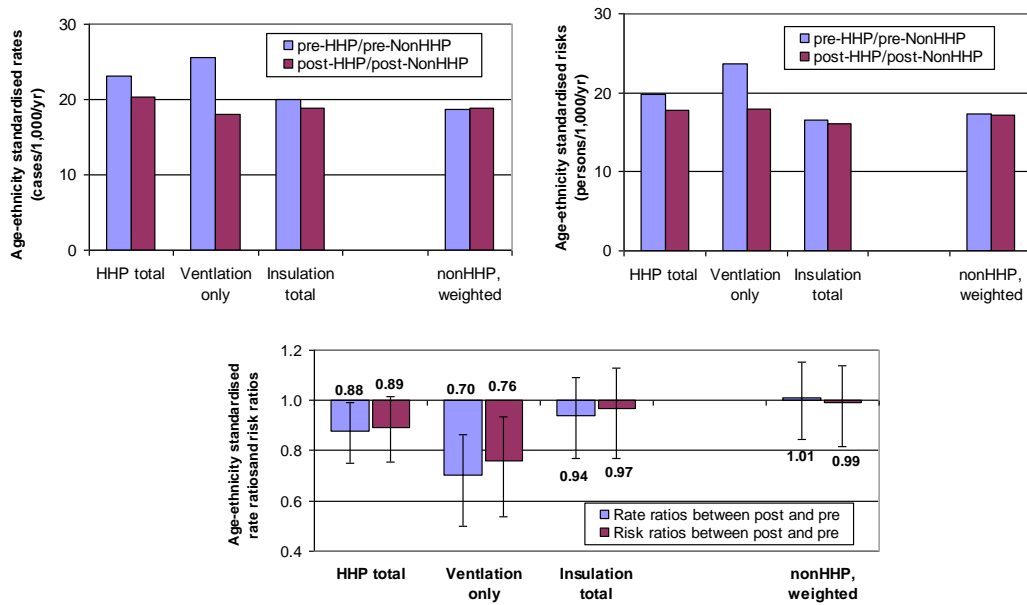 Age-ethnicity standardised rates
(cases/1,000/yr)
30
20
10
0
pre-HHP/pre-NonHHP
post-HHP/post-NonHHP
HHP total
Ventlation
only
Insulation
total
nonHHP,
weighted
Age-ethnicity standardised risks
(persons/1,000/yr)
30
20
10
0
pre-HHP/pre-NonHHP
post-HHP/post-NonHHP
HHP total
Ventlation
only
Insulation
total
nonHHP,
weighted
Age-ethnicity standardised
rate ratiosand risk ratios
1.2
1.0
0.8
0.6
0.4
0.88
0.89
0.70
0.76
0.94
0.97
1.01
0.99
Rate ratios between post and pre
Risk ratios between post and pre
HHP total
Ventlation
only
Insulation
total
nonHHP,
weighted